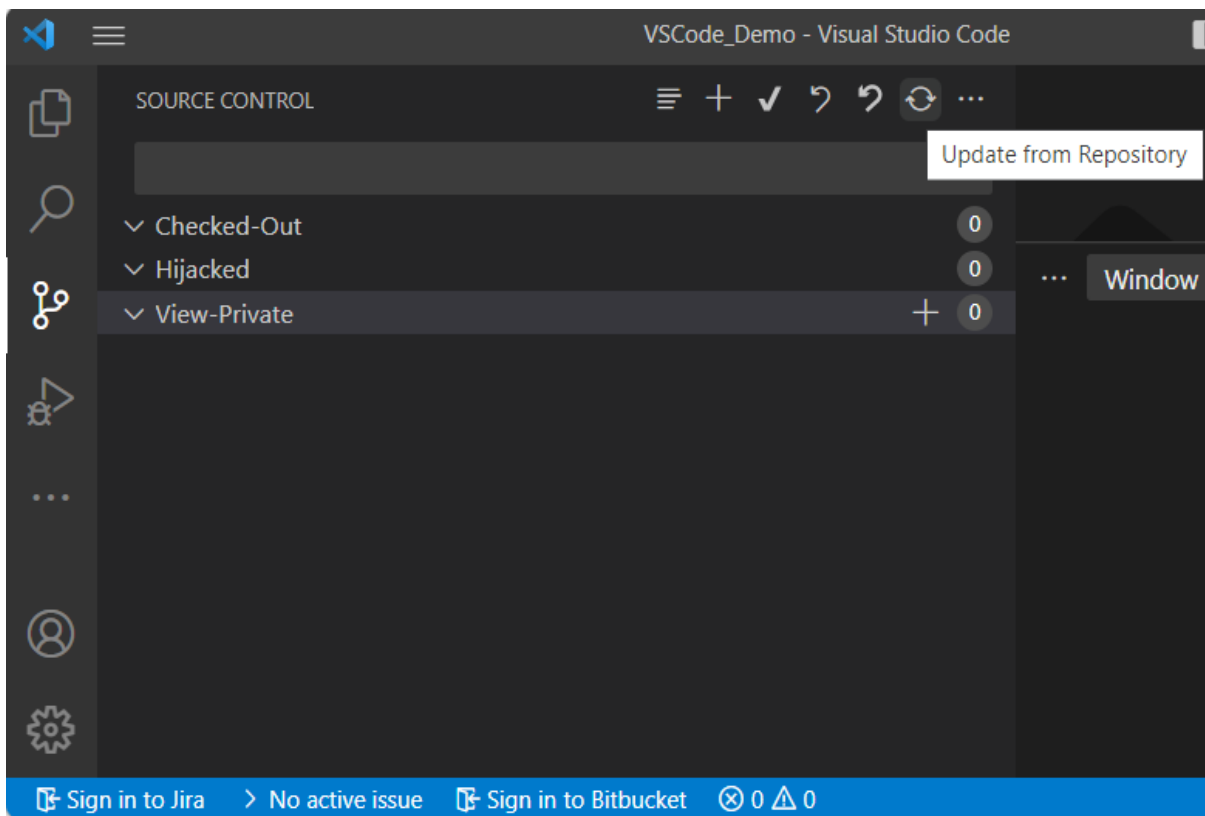 VSCode_Demo - Visual Studio Code
SOURCE CONTROL
Update from Repository
Checked-Out 0
Hijacked 0
View-Private 0
Window
Sign in to Jira No active issue Sign in to Bitbucket 0 0